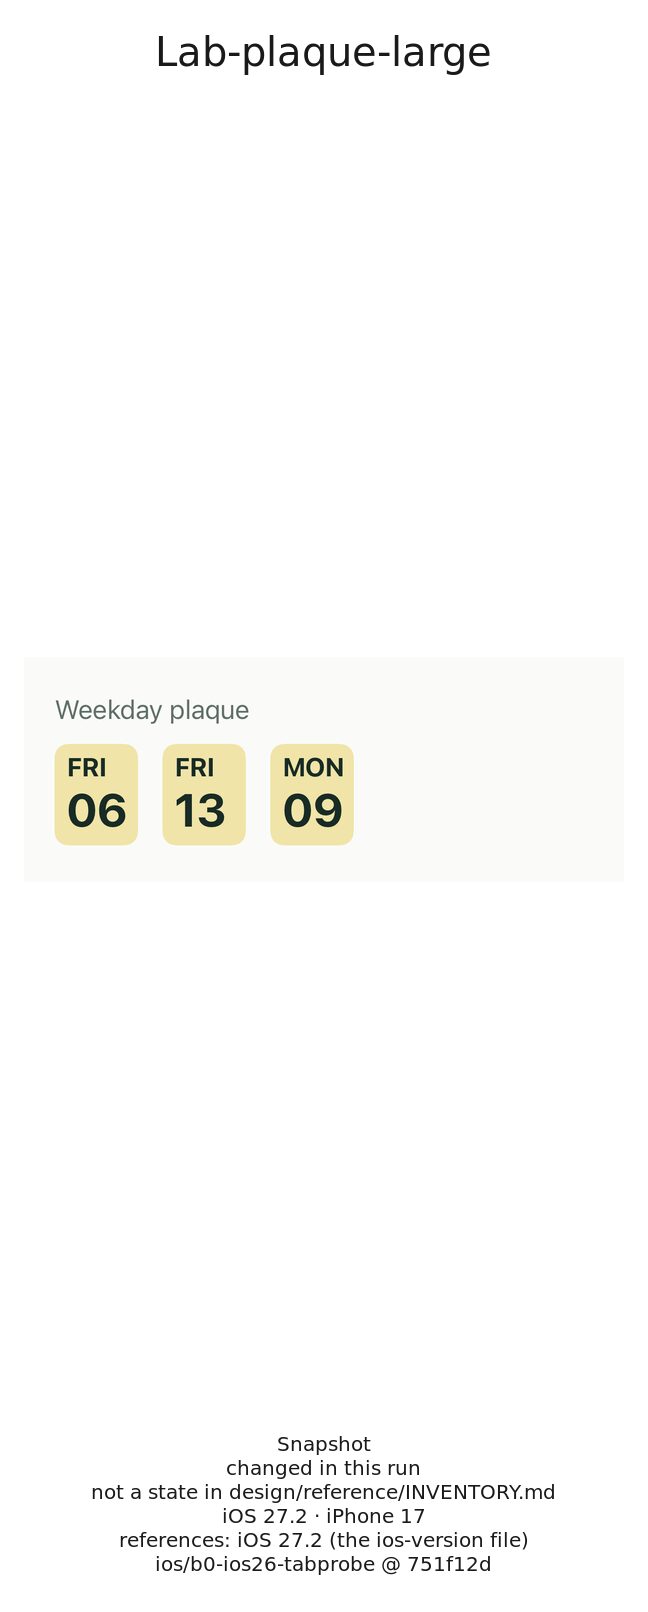 Lab-plaque-large
Weekday plaque
FRI FRI MON
06 13 09
Snapshot
changed in this run
not a state in design/reference/INVENTORY.md
iOS 27.2 · iPhone 17
references: iOS 27.2 (the ios-version file)
ios/b0-ios26-tabprobe @ 751f12d